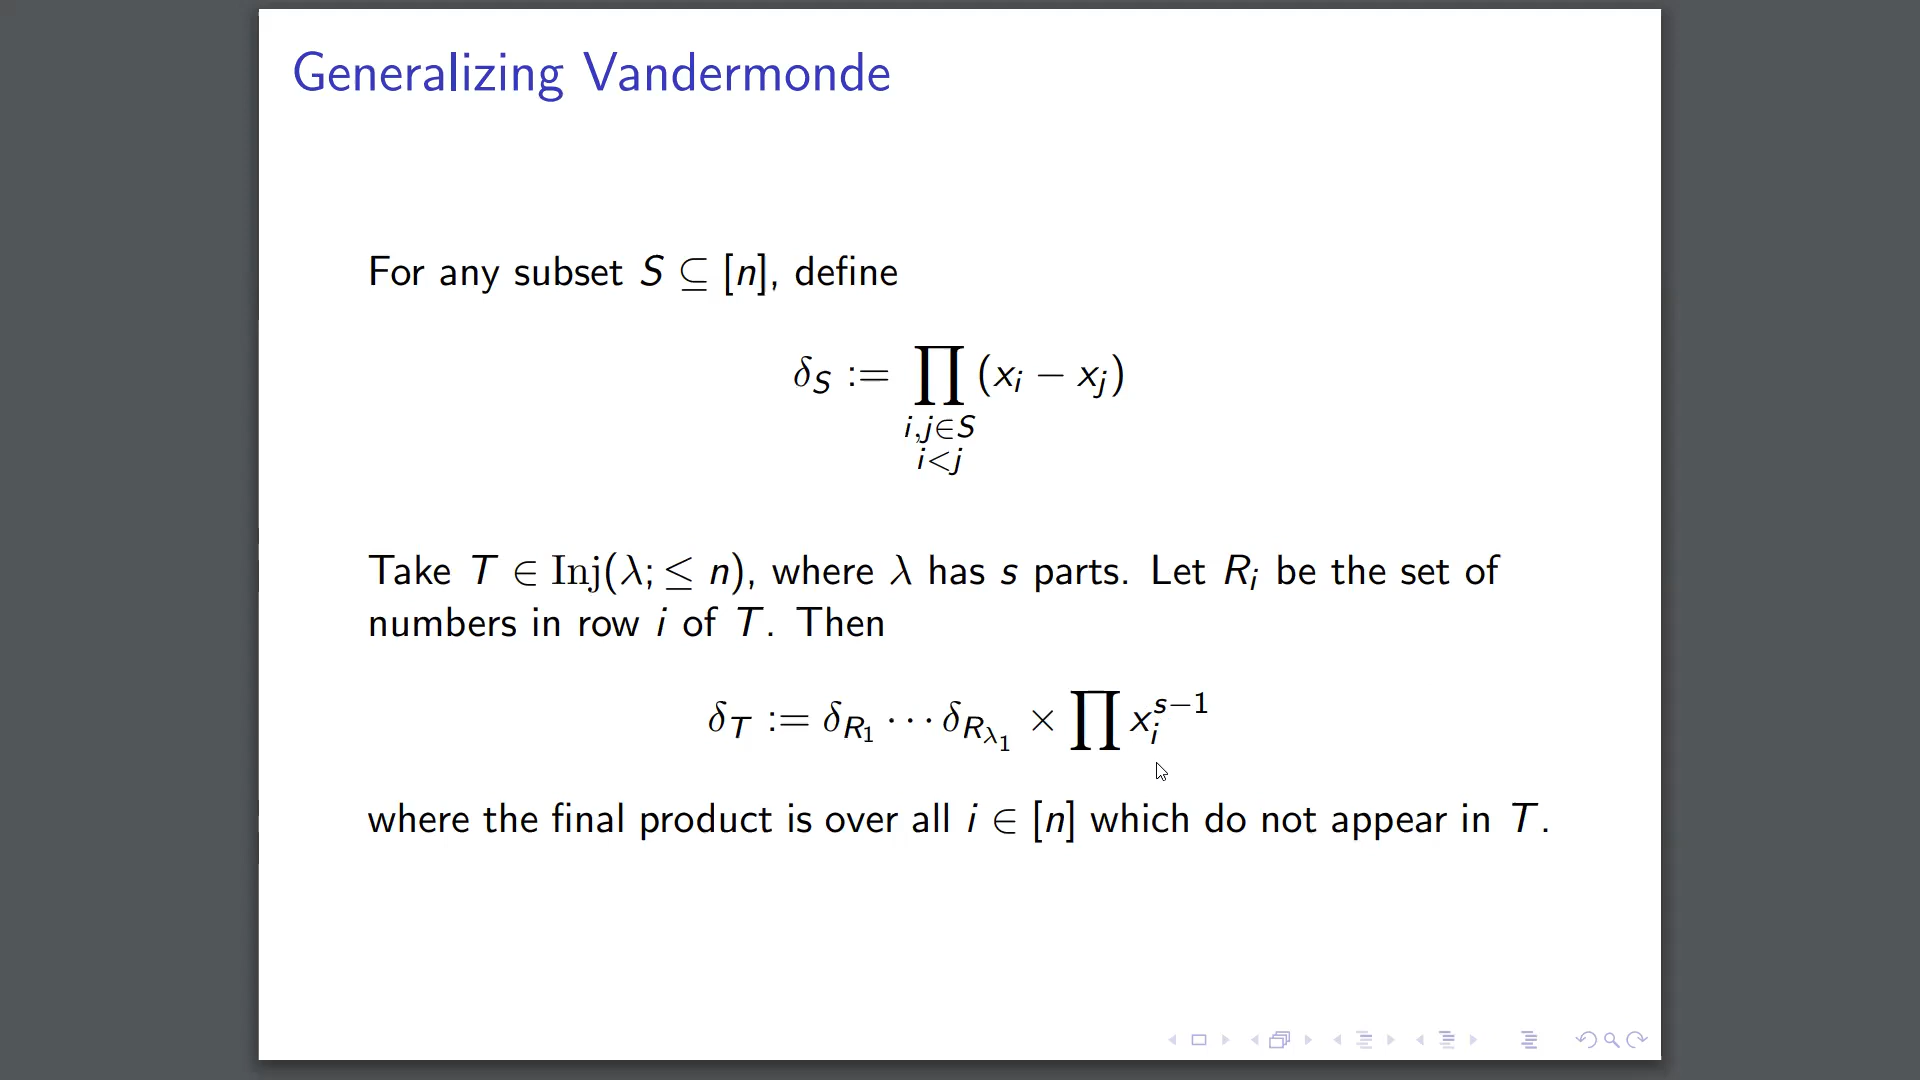 Generalizing Vandermonde
For any subset S ⊆ [n], define
δ_S := ∏_{i,j∈S, i<j} (x_i − x_j)
Take T ∈ Inj(λ; ≤ n), where λ has s parts. Let R_i be the set of
numbers in row i of T. Then
δ_T := δ_{R_1} ··· δ_{R_{λ_1}} × ∏ x_i^{s−1}
where the final product is over all i ∈ [n] which do not appear in T.